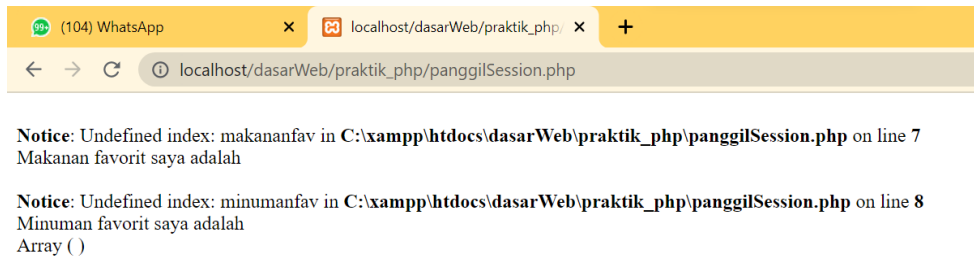 99+ (104) WhatsApp
localhost/dasarWeb/praktik_php/
localhost/dasarWeb/praktik_php/panggilSession.php
Notice: Undefined index: makananfav in C:\xampp\htdocs\dasarWeb\praktik_php\panggilSession.php on line 7
Makanan favorit saya adalah
Notice: Undefined index: minumanfav in C:\xampp\htdocs\dasarWeb\praktik_php\panggilSession.php on line 8
Minuman favorit saya adalah
Array ( )